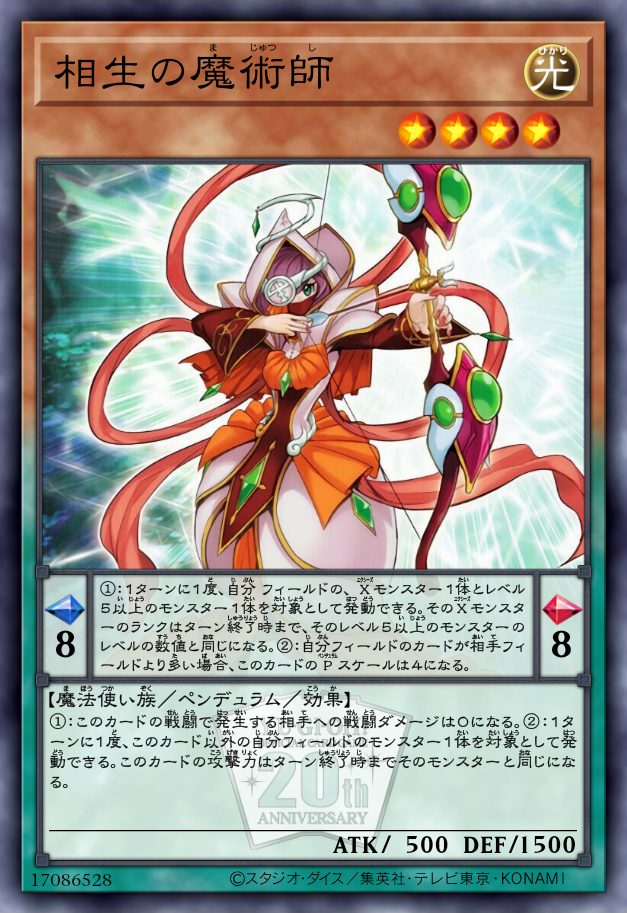 相生の魔術師
光
①:1ターンに1度、自分フィールドの、Xモンスター1体とレベル
5以上のモンスター1体を対象として発動できる。そのXモンスタ
ーのランクはターン終了時まで、そのレベル5以上のモンスターの
レベルの数値と同じになる。②:自分フィールドのカードが相手フィ
ールドより多い場合、このカードのPスケールは4になる。
8
8
【魔法使い族/ペンデュラム/効果】
①:このカードの戦闘で発生する相手への戦闘ダメージは0になる。②:1タ
ーンに1度、このカード以外の自分フィールドのモンスター1体を対象として発
動できる。このカードの攻撃力はターン終了時までそのモンスターと同じにな
る。
20th
ANNIVERSARY
ATK/ 500 DEF/1500
17086528
©スタジオ・ダイス/集英社・テレビ東京・KONAMI